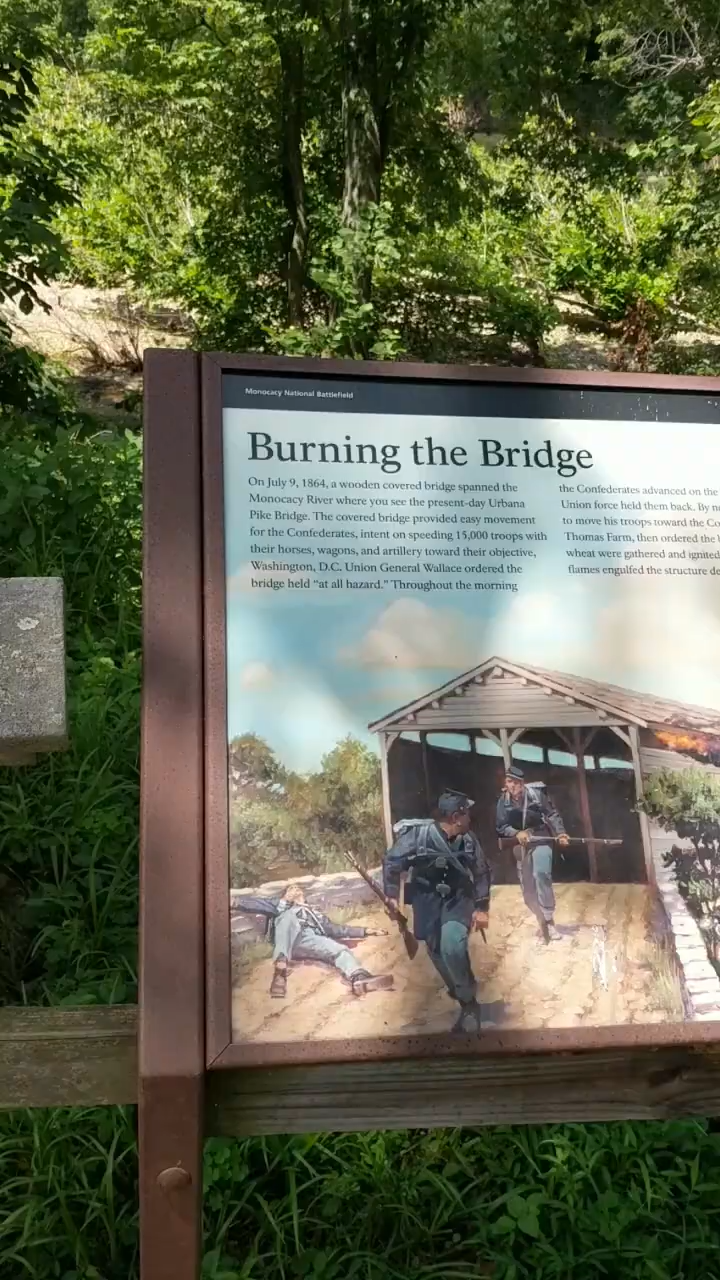 Monocacy National Battlefield
Burning the Bridge
On July 9, 1864, a wooden covered bridge spanned the
Monocacy River where you see the present-day Urbana
Pike Bridge. The covered bridge provided easy movement
for the Confederates, intent on speeding 15,000 troops with
their horses, wagons, and artillery toward their objective,
Washington, D.C. Union General Wallace ordered the
bridge held "at all hazard." Throughout the morning
the Confederates advanced on the
Union force held them back. By
to move his troops toward the
Thomas Farm, then ordered the
wheat were gathered and ignited
flames engulfed the structure